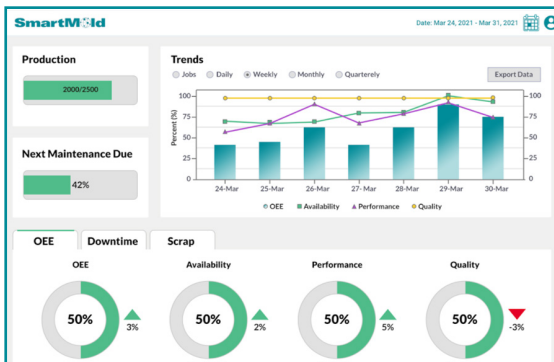 SmartMold
Date: Mar 24, 2021 - Mar 31, 2021
Production
2000/2500
Next Maintenance Due
42%
Trends
Jobs Daily Weekly Monthly Quarterely
Export Data
Percent (%)
100
75
50
25
0
100
75
50
25
0
24-Mar 25-Mar 26-Mar 27-Mar 28-Mar 29-Mar 30-Mar
OEE Availability Performance Quality
OEE Downtime Scrap
OEE Availability Performance Quality
50% 3% 50% 2% 50% 5% 50% -3%